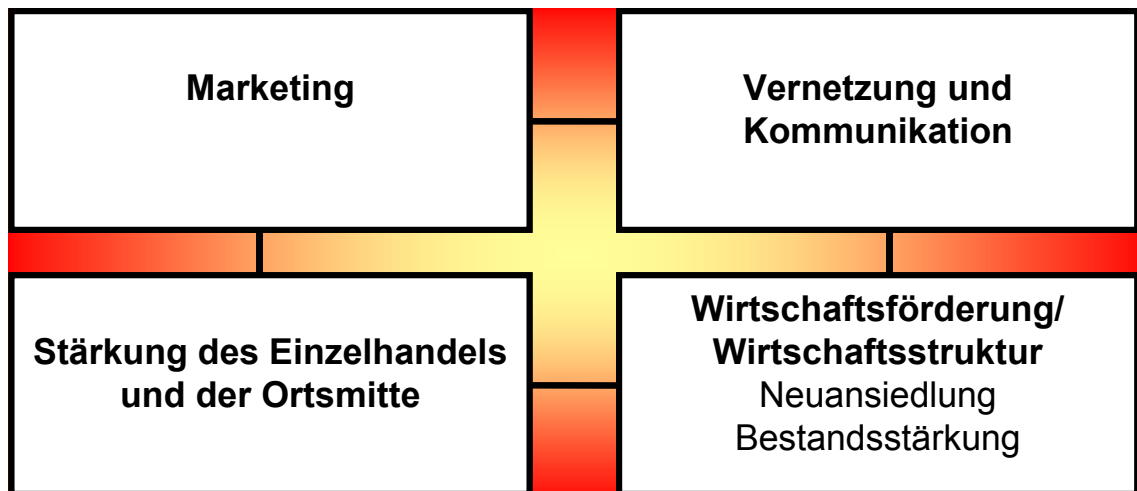 Marketing
Vernetzung und
Kommunikation
Stärkung des Einzelhandels
und der Ortsmitte
Wirtschaftsförderung/
Wirtschaftsstruktur
Neuansiedlung
Bestandsstärkung